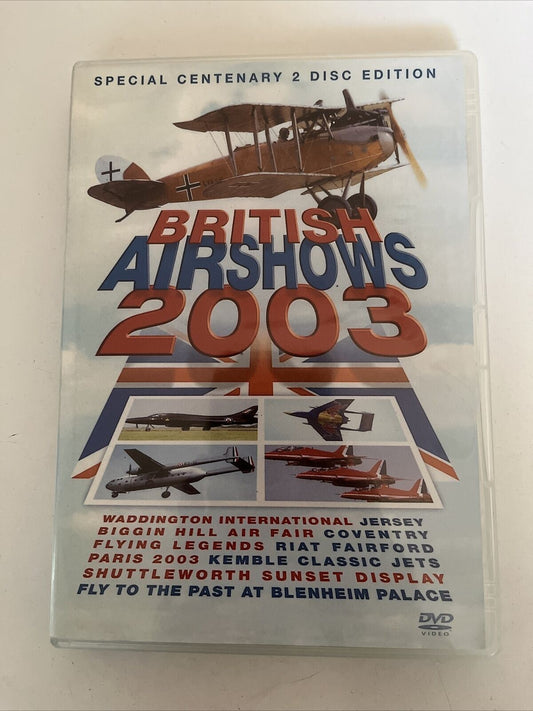 SPECIAL CENTENARY 2 DISC EDITION
BRITISH
AIRSHOWS
2003
WADDINGTON INTERNATIONAL JERSEY
BIGGIN HILL AIR FAIR COVENTRY
FLYING LEGENDS RIAT FAIRFORD
PARIS 2003 KEMBLE CLASSIC JETS
SHUTTLEWORTH SUNSET DISPLAY
FLY TO THE PAST AT BLENHEIM PALACE
DVD
VIDEO